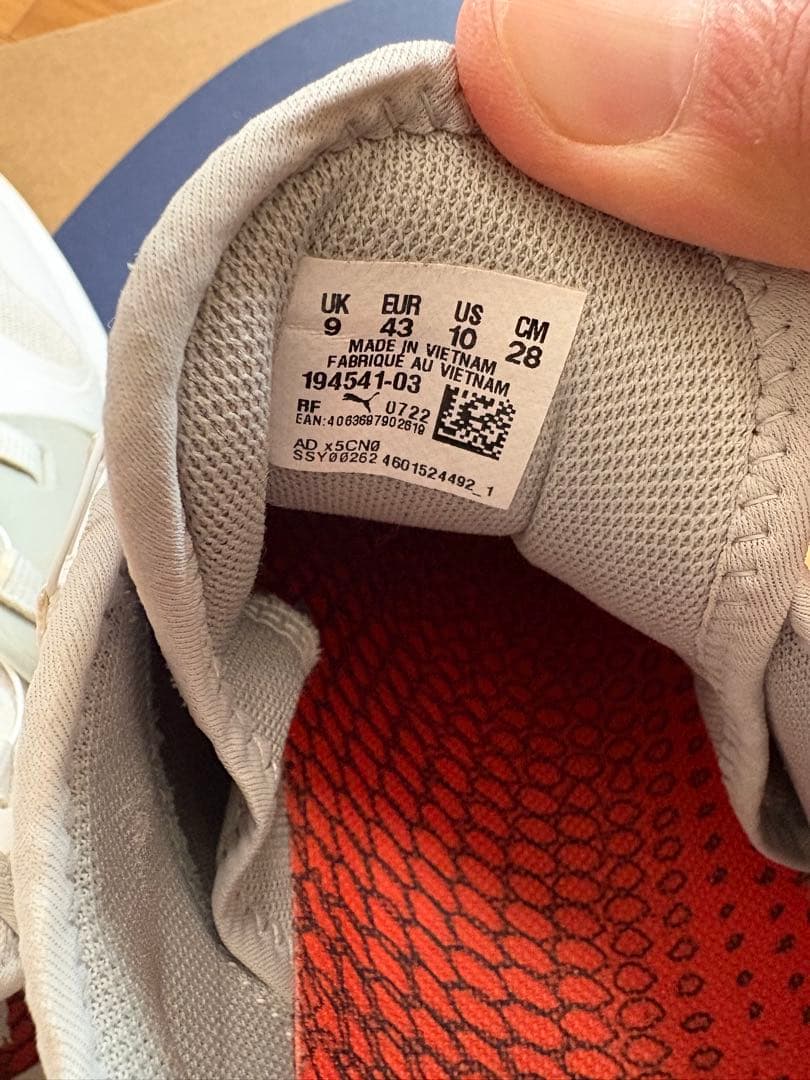 UK EUR US CM
9 43 10 28
MADE IN VIETNAM
FABRIQUÉ AU VIETNAM
194541-03
RF 0722
EAN:4063697902619
AD x5CN0
SSY00262 4601524492_1